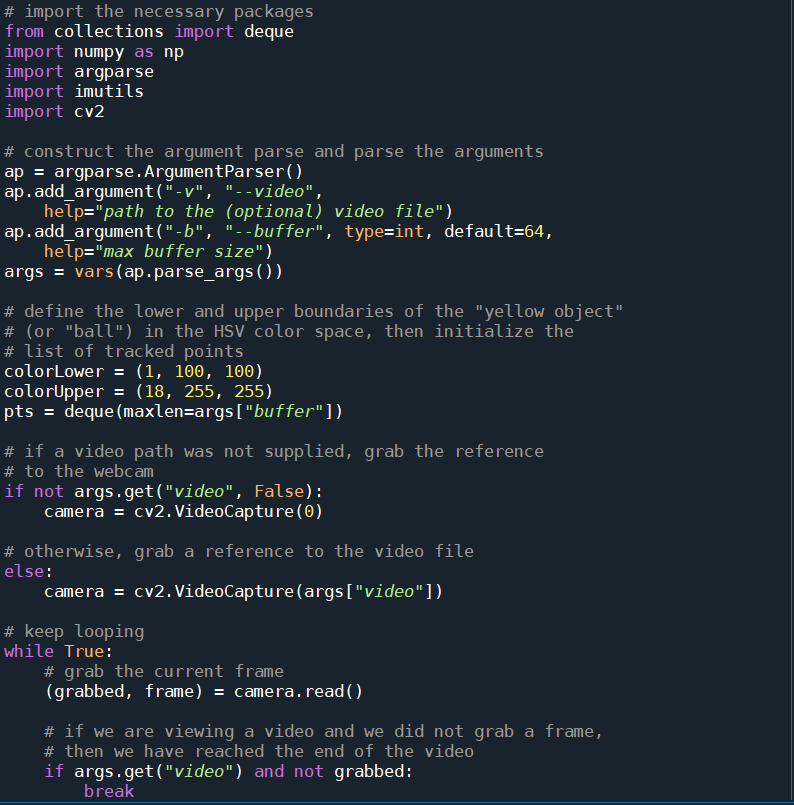 # import the necessary packages
from collections import deque
import numpy as np
import argparse
import imutils
import cv2

# construct the argument parse and parse the arguments
ap = argparse.ArgumentParser()
ap.add_argument("-v", "--video",
    help="path to the (optional) video file")
ap.add_argument("-b", "--buffer", type=int, default=64,
    help="max buffer size")
args = vars(ap.parse_args())

# define the lower and upper boundaries of the "yellow object"
# (or "ball") in the HSV color space, then initialize the
# list of tracked points
colorLower = (1, 100, 100)
colorUpper = (18, 255, 255)
pts = deque(maxlen=args["buffer"])

# if a video path was not supplied, grab the reference
# to the webcam
if not args.get("video", False):
    camera = cv2.VideoCapture(0)

# otherwise, grab a reference to the video file
else:
    camera = cv2.VideoCapture(args["video"])

# keep looping
while True:
    # grab the current frame
    (grabbed, frame) = camera.read()

    # if we are viewing a video and we did not grab a frame,
    # then we have reached the end of the video
    if args.get("video") and not grabbed:
        break